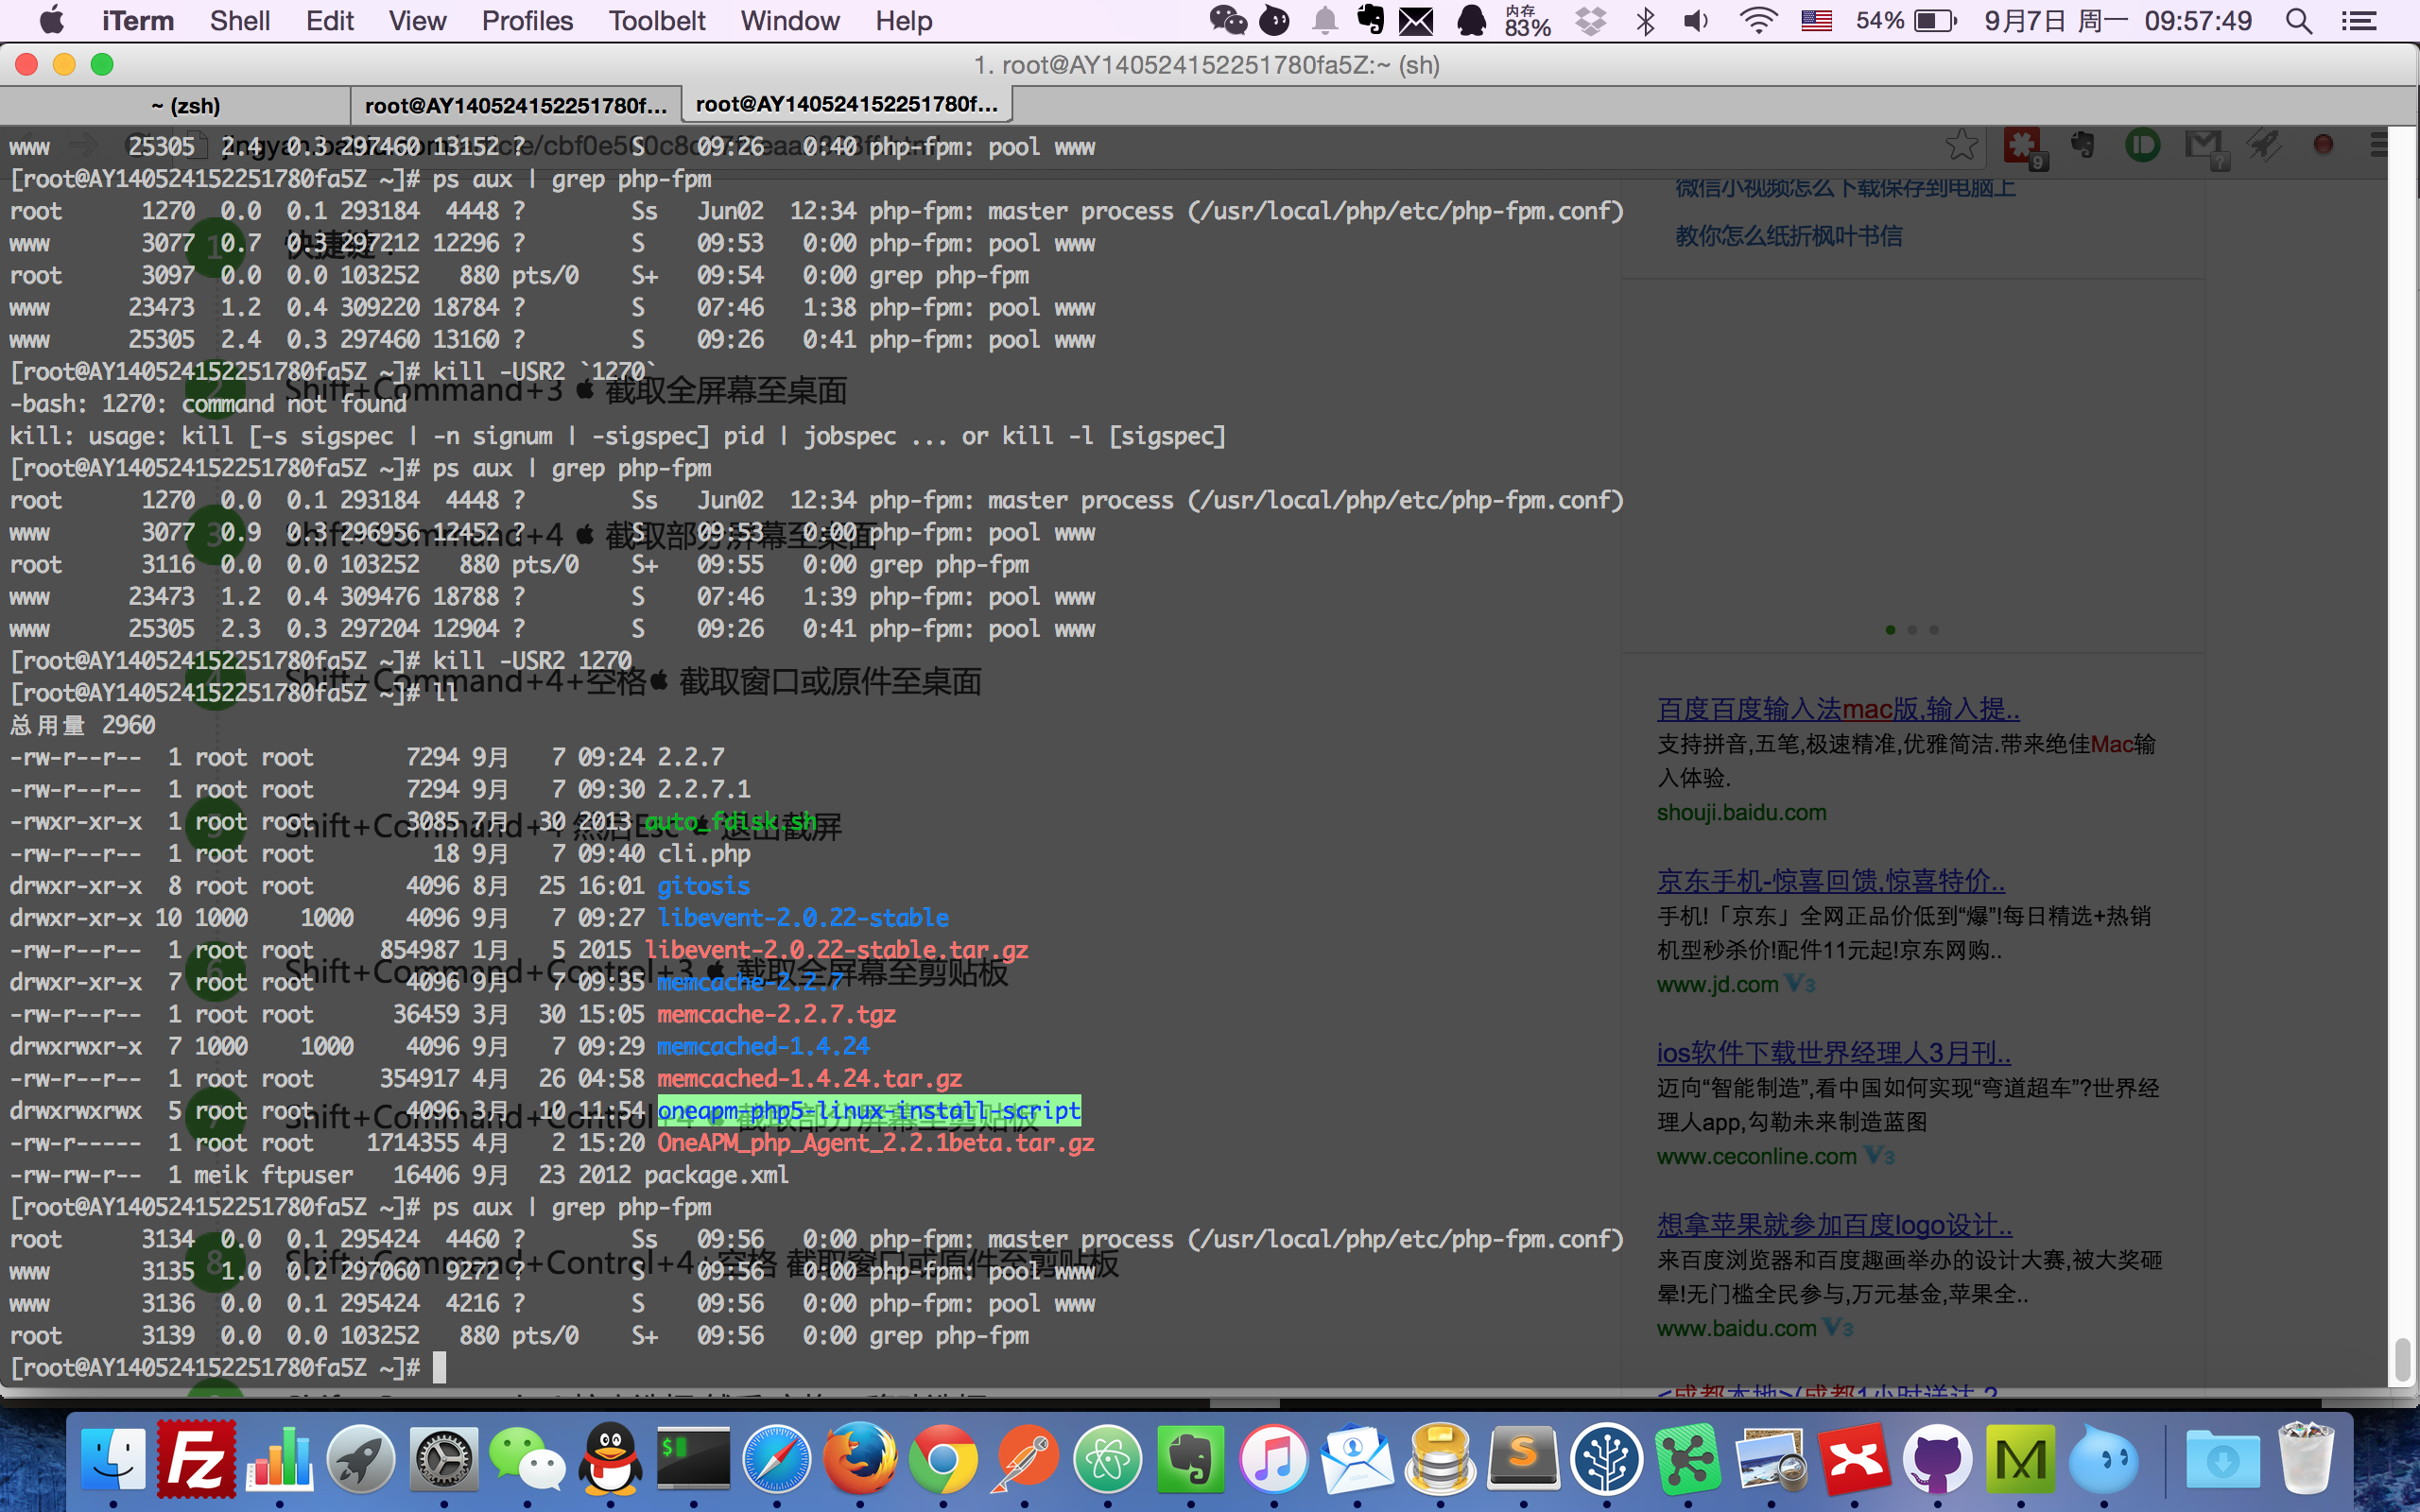 iTerm Shell Edit View Profiles Toolbelt Window Help 内存 83% 54% 9月7日 周一 09:57:49
1. root@AY140524152251780fa5Z:~ (sh)
~ (zsh) root@AY140524152251780f... root@AY140524152251780f...
www      25305  2.4  0.3 297460 13152 ?        S    09:26   0:40 php-fpm: pool www
[root@AY140524152251780fa5Z ~]# ps aux | grep php-fpm
root      1270  0.0  0.1 293184  4448 ?        Ss   Jun02  12:34 php-fpm: master process (/usr/local/php/etc/php-fpm.conf)
www       3077  0.7  0.3 297212 12296 ?        S    09:53   0:00 php-fpm: pool www
root      3097  0.0  0.0 103252   880 pts/0    S+   09:54   0:00 grep php-fpm
www      23473  1.2  0.4 309220 18784 ?        S    07:46   1:38 php-fpm: pool www
www      25305  2.4  0.3 297460 13160 ?        S    09:26   0:41 php-fpm: pool www
[root@AY140524152251780fa5Z ~]# kill -USR2 `1270`
-bash: 1270: command not found
kill: usage: kill [-s sigspec | -n signum | -sigspec] pid | jobspec ... or kill -l [sigspec]
[root@AY140524152251780fa5Z ~]# ps aux | grep php-fpm
root      1270  0.0  0.1 293184  4448 ?        Ss   Jun02  12:34 php-fpm: master process (/usr/local/php/etc/php-fpm.conf)
www       3077  0.9  0.3 296956 12452 ?        S    09:53   0:00 php-fpm: pool www
root      3116  0.0  0.0 103252   880 pts/0    S+   09:55   0:00 grep php-fpm
www      23473  1.2  0.4 309476 18788 ?        S    07:46   1:39 php-fpm: pool www
www      25305  2.3  0.3 297204 12904 ?        S    09:26   0:41 php-fpm: pool www
[root@AY140524152251780fa5Z ~]# kill -USR2 1270
[root@AY140524152251780fa5Z ~]# ll
总用量 2960
-rw-r--r--  1 root root       7294 9月   7 09:24 2.2.7
-rw-r--r--  1 root root       7294 9月   7 09:30 2.2.7.1
-rwxr-xr-x  1 root root       3085 7月  30 2013 auto_fdisk.sh
-rw-r--r--  1 root root         18 9月   7 09:40 cli.php
drwxr-xr-x  8 root root       4096 8月  25 16:01 gitosis
drwxr-xr-x 10 1000    1000    4096 9月   7 09:27 libevent-2.0.22-stable
-rw-r--r--  1 root root     854987 1月   5 2015 libevent-2.0.22-stable.tar.gz
drwxr-xr-x  7 root root       4096 9月   7 09:35 memcache-2.2.7
-rw-r--r--  1 root root      36459 3月  30 15:05 memcache-2.2.7.tgz
drwxrwxr-x  7 1000    1000    4096 9月   7 09:29 memcached-1.4.24
-rw-r--r--  1 root root     354917 4月  26 04:58 memcached-1.4.24.tar.gz
drwxrwxrwx  5 root root       4096 3月  10 11:54 oneapm-php5-linux-install-script
-rw-r-----  1 root root    1714355 4月   2 15:20 OneAPM_php_Agent_2.2.1beta.tar.gz
-rw-rw-r--  1 meik ftpuser   16406 9月  23 2012 package.xml
[root@AY140524152251780fa5Z ~]# ps aux | grep php-fpm
root      3134  0.0  0.1 295424  4460 ?        Ss   09:56   0:00 php-fpm: master process (/usr/local/php/etc/php-fpm.conf)
www       3135  1.0  0.2 297060  9272 ?        S    09:56   0:00 php-fpm: pool www
www       3136  0.0  0.1 295424  4216 ?        S    09:56   0:00 php-fpm: pool www
root      3139  0.0  0.0 103252   880 pts/0    S+   09:56   0:00 grep php-fpm
[root@AY140524152251780fa5Z ~]#
1 快捷键：
2 Shift+Command+3 截取全屏幕至桌面
3 Shift+Command+4 截取部分屏幕至桌面
4 Shift+Command+4+空格 截取窗口或原件至桌面
5 Shift+Command+4 然后Esc 退出截屏
6 Shift+Command+Control+3 截取全屏幕至剪贴板
7 Shift+Command+Control+4 截取部分屏幕至剪贴板
8 Shift+Command+Control+4+空格 截取窗口或原件至剪贴板
微信小视频怎么下载保存到电脑上
教你怎么纸折枫叶书信
百度百度输入法mac版,输入提..
支持拼音,五笔,极速精准,优雅简洁.带来绝佳Mac输
入体验.
shouji.baidu.com
京东手机-惊喜回馈,惊喜特价..
手机!「京东」全网正品价低到“爆”!每日精选+热销
机型秒杀价!配件11元起!京东网购..
www.jd.com V3
ios软件下载世界经理人3月刊..
迈向“智能制造”,看中国如何实现“弯道超车”?世界经
理人app,勾勒未来制造蓝图
www.ceconline.com V3
想拿苹果就参加百度logo设计..
来百度浏览器和百度趣画举办的设计大赛,被大奖砸
晕!无门槛全民参与,万元基金,苹果全..
www.baidu.com V3
9
?